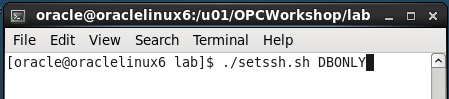 oracle@oraclelinux6:/u01/OPCWorkshop/lab
File Edit View Search Terminal Help
[oracle@oraclelinux6 lab]$ ./setssh.sh DBONLY